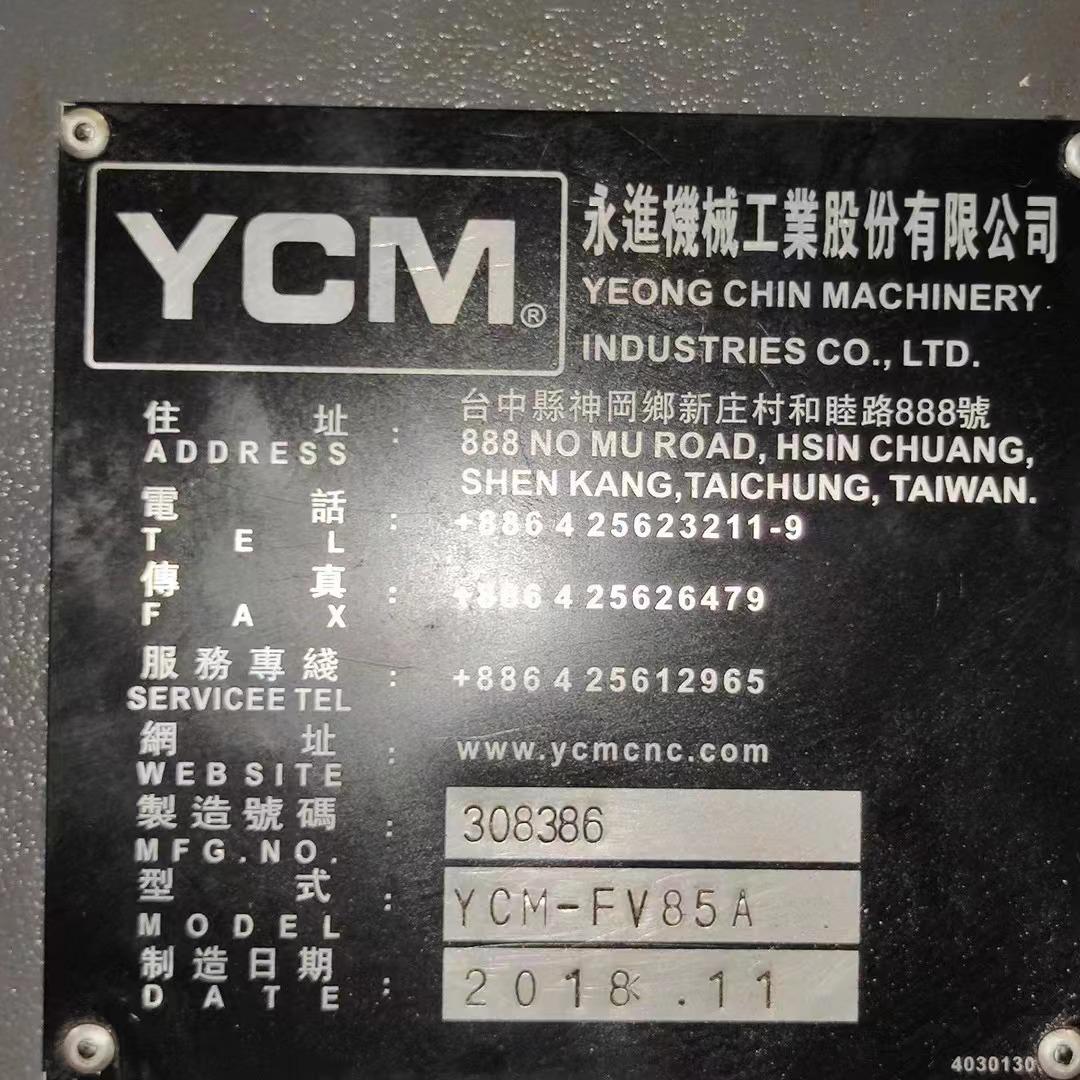 YCM®
永進機械工業股份有限公司
YEONG CHIN MACHINERY
INDUSTRIES CO., LTD.
住址 : 台中縣神岡鄉新庄村和睦路888號
ADDRESS 888 NO MU ROAD, HSIN CHUANG,
SHEN KANG, TAICHUNG, TAIWAN.
電話 : +886 4 25623211-9
TEL
傳真 : +886 4 25626479
FAX
服務專綫 : +886 4 25612965
SERVICEE TEL
網址 : www.ycmcnc.com
WEBSITE
製造號碼 : 308386
MFG.NO.
型式 : YCM-FV85A
MODEL
制造日期 : 2018.11
DATE
4030130